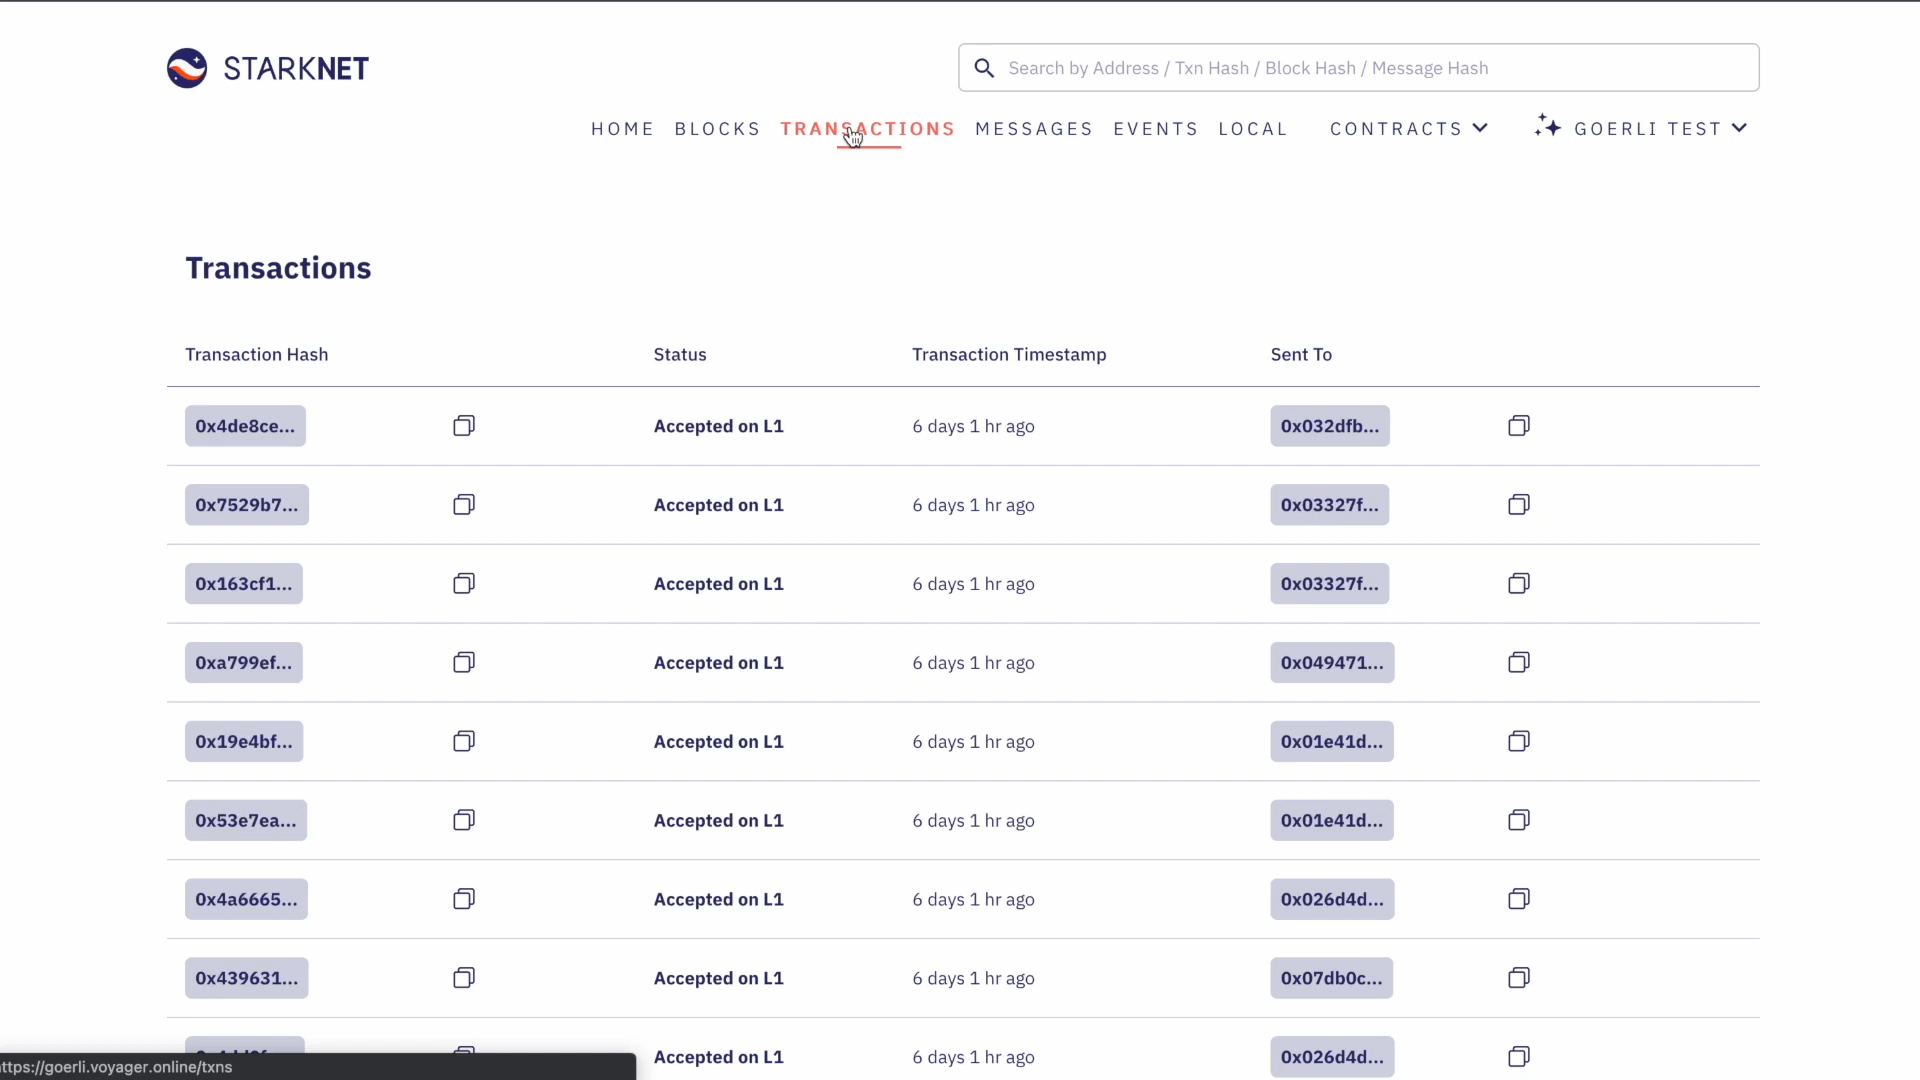 STARKNET
Search by Address / Txn Hash / Block Hash / Message Hash
HOME BLOCKS TRANSACTIONS MESSAGES EVENTS LOCAL CONTRACTS GOERLI TEST
Transactions
Transaction Hash Status Transaction Timestamp Sent To
0x4de8ce... Accepted on L1 6 days 1 hr ago 0x032dfb...
0x7529b7... Accepted on L1 6 days 1 hr ago 0x03327f...
0x163cf1... Accepted on L1 6 days 1 hr ago 0x03327f...
0xa799ef... Accepted on L1 6 days 1 hr ago 0x049471...
0x19e4bf... Accepted on L1 6 days 1 hr ago 0x01e41d...
0x53e7ea... Accepted on L1 6 days 1 hr ago 0x01e41d...
0x4a6665... Accepted on L1 6 days 1 hr ago 0x026d4d...
0x439631... Accepted on L1 6 days 1 hr ago 0x07db0c...
Accepted on L1 6 days 1 hr ago 0x026d4d...
ttps://goerli.voyager.online/txns